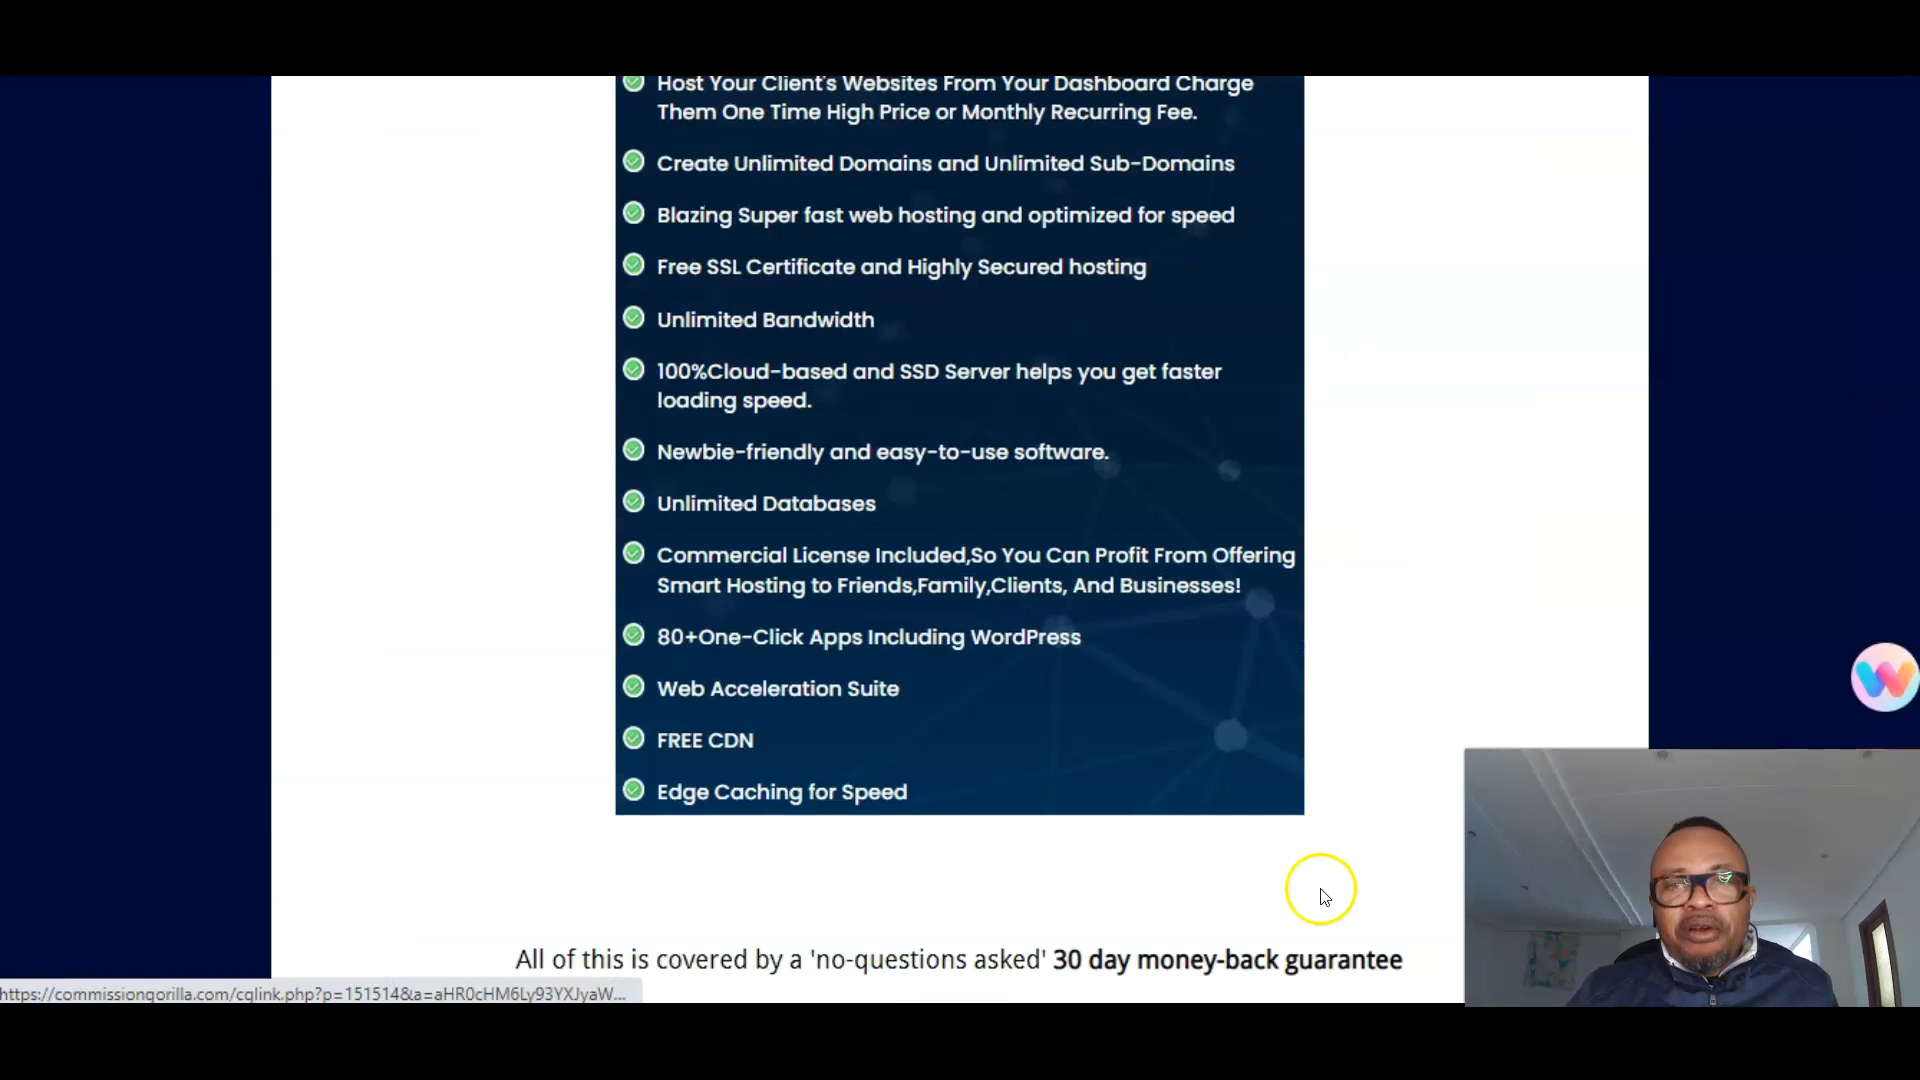 Host Your Client's Websites From Your Dashboard Charge
Them One Time High Price or Monthly Recurring Fee.
Create Unlimited Domains and Unlimited Sub-Domains
Blazing Super fast web hosting and optimized for speed
Free SSL Certificate and Highly Secured hosting
Unlimited Bandwidth
100%Cloud-based and SSD Server helps you get faster
loading speed.
Newbie-friendly and easy-to-use software.
Unlimited Databases
Commercial License Included,So You Can Profit From Offering
Smart Hosting to Friends,Family,Clients, And Businesses!
80+One-Click Apps Including WordPress
Web Acceleration Suite
FREE CDN
Edge Caching for Speed
All of this is covered by a 'no-questions asked' 30 day money-back guarantee
https://commissiongorilla.com/cglink.php?p=151514&a=aHR0cHM6Ly93YXJyaW...